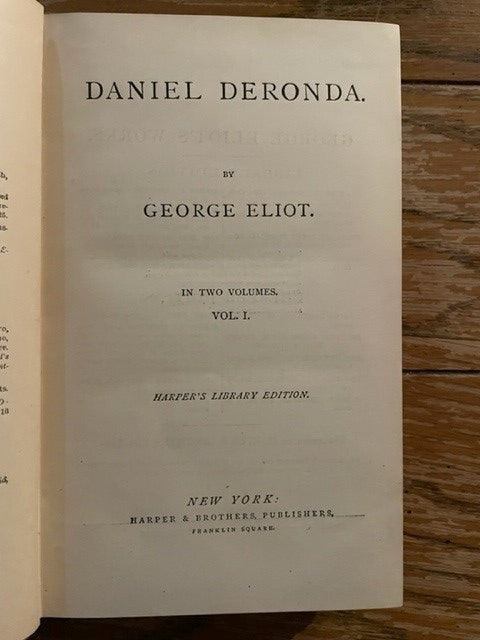 DANIEL DERONDA.
BY
GEORGE ELIOT.
IN TWO VOLUMES.
VOL. I.
HARPER'S LIBRARY EDITION.
NEW YORK:
HARPER & BROTHERS, PUBLISHERS,
FRANKLIN SQUARE.